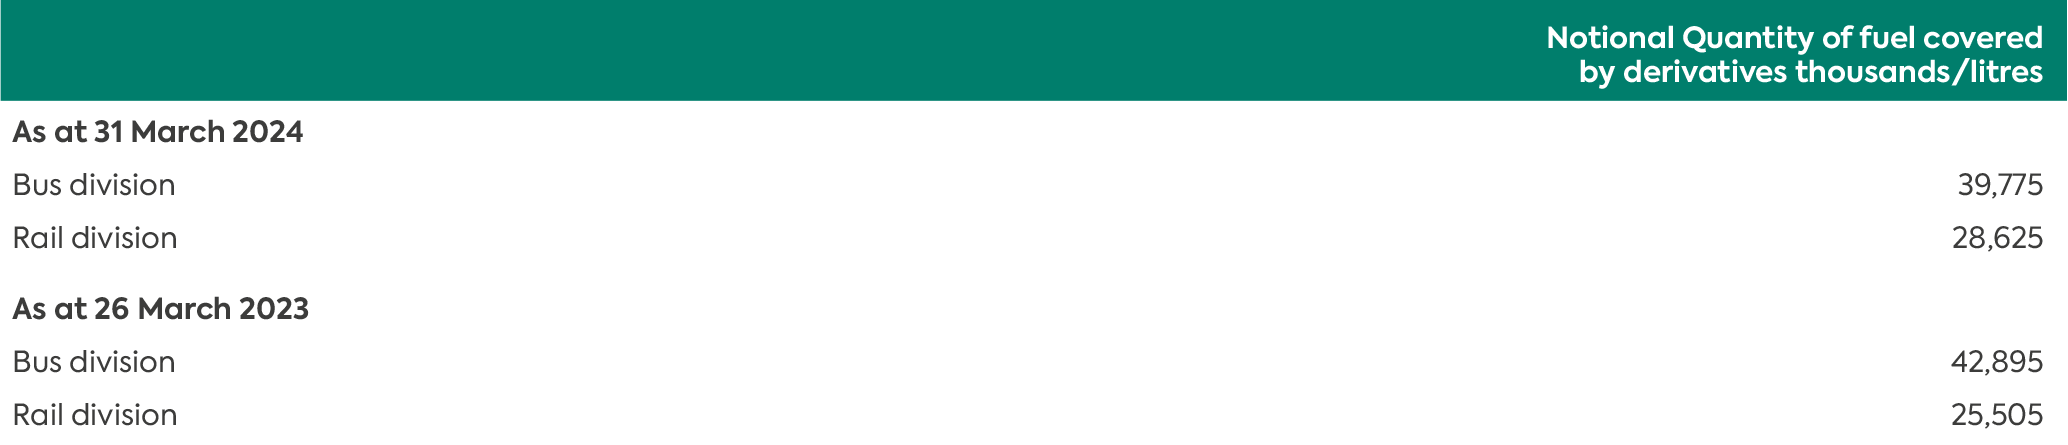 Notional Quantity of fuel covered
by derivatives thousands/litres
As at 31 March 2024
Bus division 39,775
Rail division 28,625
As at 26 March 2023
Bus division 42,895
Rail division 25,505